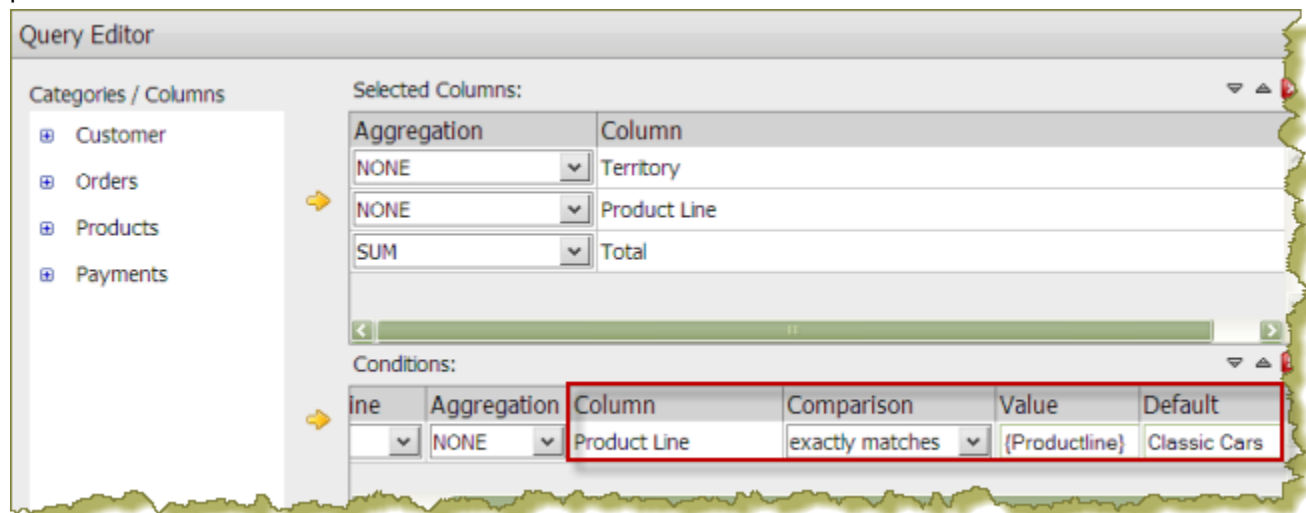 Query Editor
Categories / Columns
Customer
Orders
Products
Payments
Selected Columns:
Aggregation Column
NONE Territory
NONE Product Line
SUM Total
Conditions:
ine Aggregation Column Comparison Value Default
NONE Product Line exactly matches {Productline} Classic Cars